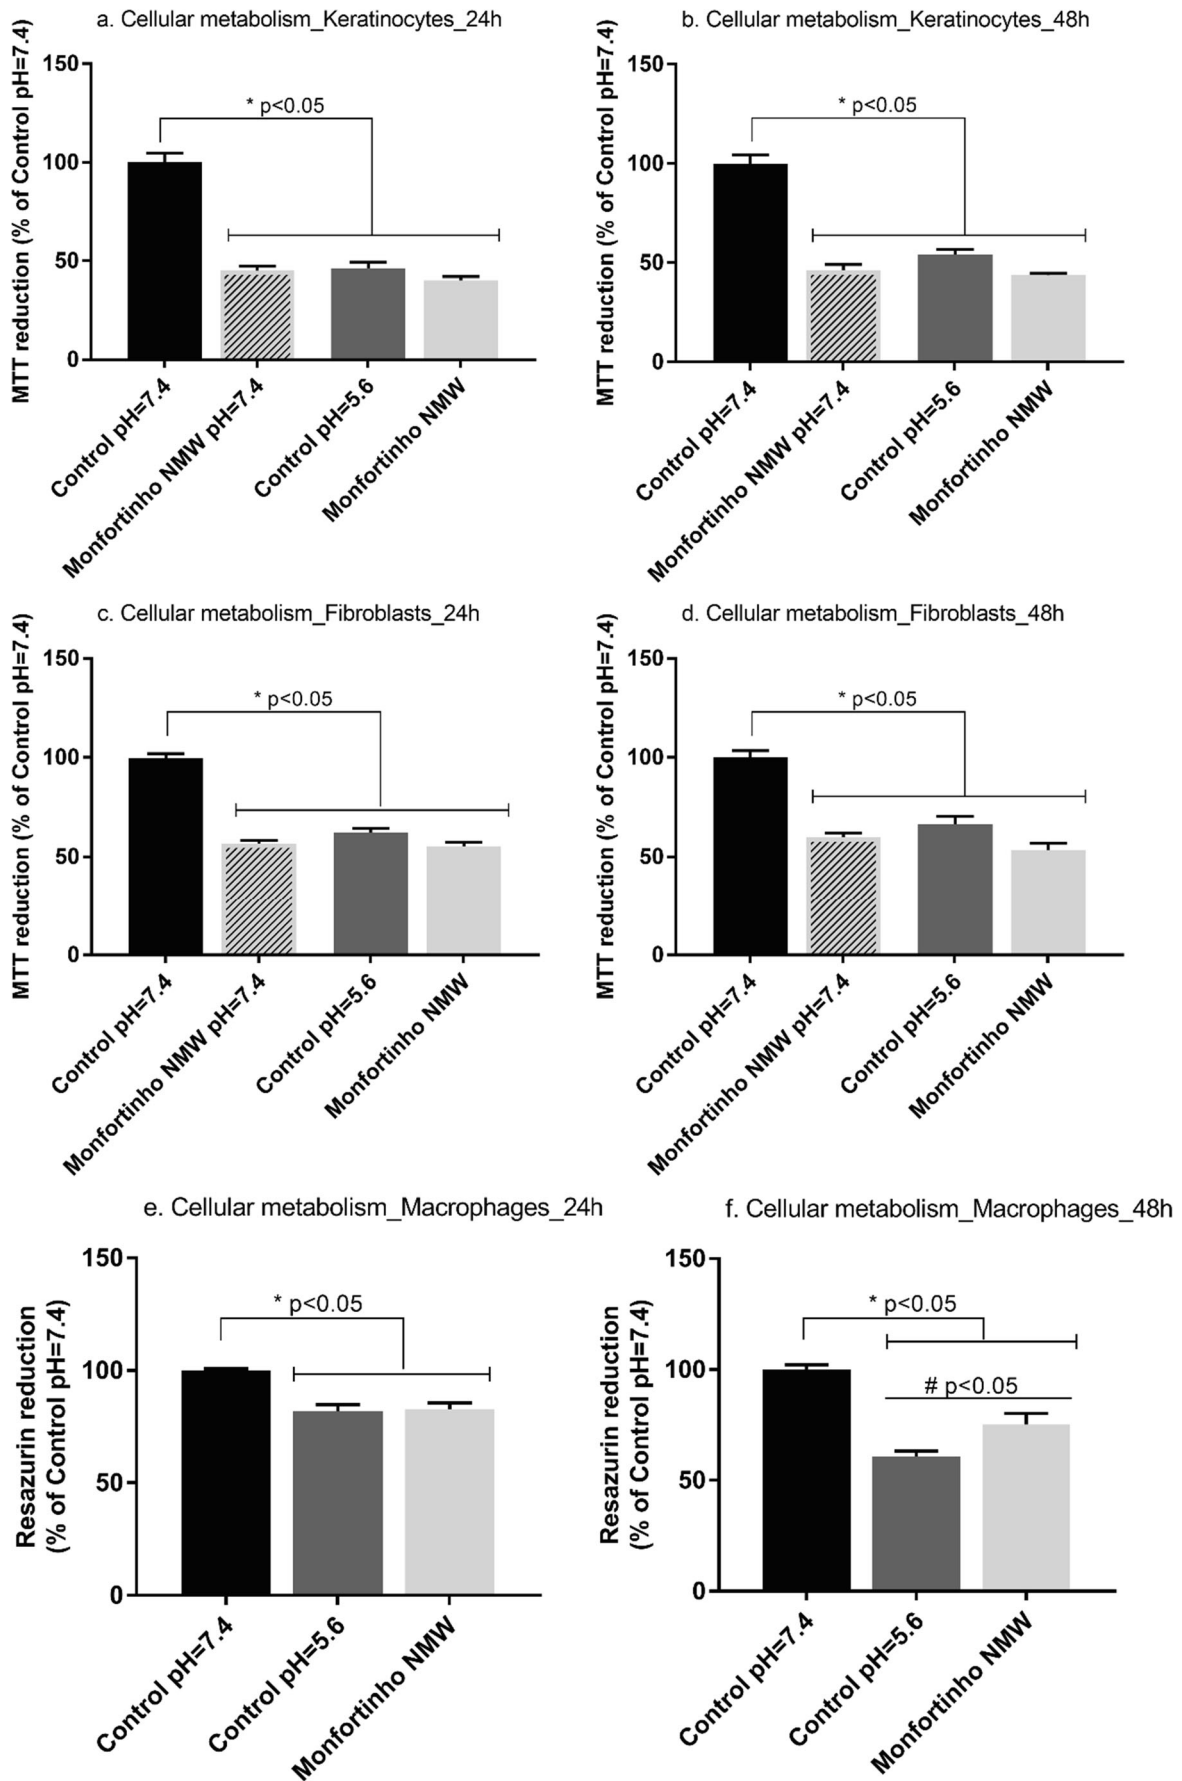 a. Cellular metabolism_Keratinocytes_24h
MTT reduction (% of Control pH=7.4)
150
100
50
0
* p<0.05
Control pH=7.4
Monfortinho NMW pH=7.4
Control pH=5.6
Monfortinho NMW
b. Cellular metabolism_Keratinocytes_48h
MTT reduction (% of Control pH=7.4)
150
100
50
0
* p<0.05
Control pH=7.4
Monfortinho NMW pH=7.4
Control pH=5.6
Monfortinho NMW
c. Cellular metabolism_Fibroblasts_24h
MTT reduction (% of Control pH=7.4)
150
100
50
0
* p<0.05
Control pH=7.4
Monfortinho NMW pH=7.4
Control pH=5.6
Monfortinho NMW
d. Cellular metabolism_Fibroblasts_48h
MTT reduction (% of Control pH=7.4)
150
100
50
0
* p<0.05
Control pH=7.4
Monfortinho NMW pH=7.4
Control pH=5.6
Monfortinho NMW
e. Cellular metabolism_Macrophages_24h
Resazurin reduction
(% of Control pH=7.4)
150
100
50
0
* p<0.05
Control pH=7.4
Control pH=5.6
Monfortinho NMW
f. Cellular metabolism_Macrophages_48h
Resazurin reduction
(% of Control pH=7.4)
150
100
50
0
* p<0.05
# p<0.05
Control pH=7.4
Control pH=5.6
Monfortinho NMW